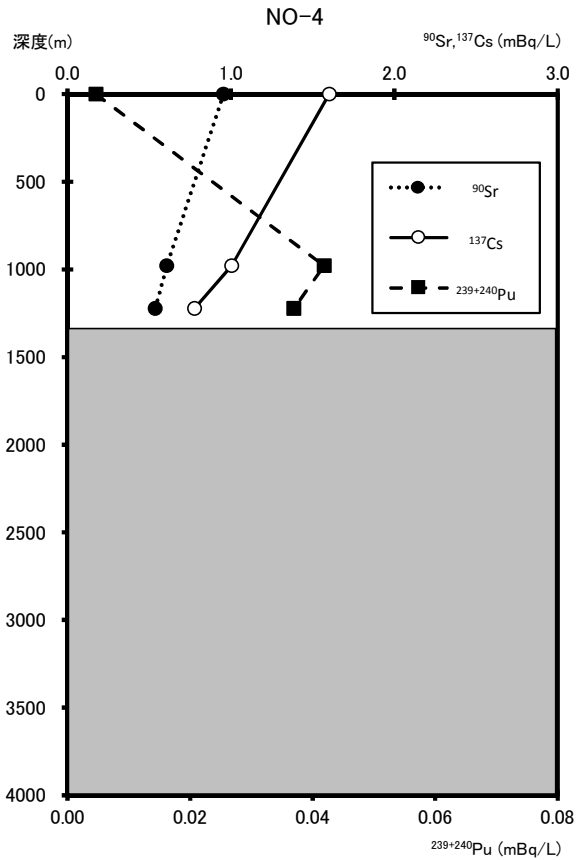 NO-4
深度(m)
⁹⁰Sr,¹³⁷Cs (mBq/L)
0.0 1.0 2.0 3.0
0
500
1000
1500
2000
2500
3000
3500
4000
⁹⁰Sr
¹³⁷Cs
²³⁹⁺²⁴⁰Pu
0.00 0.02 0.04 0.06 0.08
²³⁹⁺²⁴⁰Pu (mBq/L)